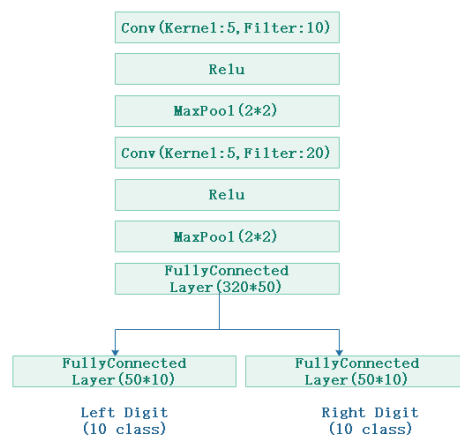 Conv(Kernel:5,Filter:10)
Relu
MaxPool(2*2)
Conv(Kernel:5,Filter:20)
Relu
MaxPool(2*2)
FullyConnected
Layer(320*50)
FullyConnected
Layer(50*10)
FullyConnected
Layer(50*10)
Left Digit
(10 class)
Right Digit
(10 class)